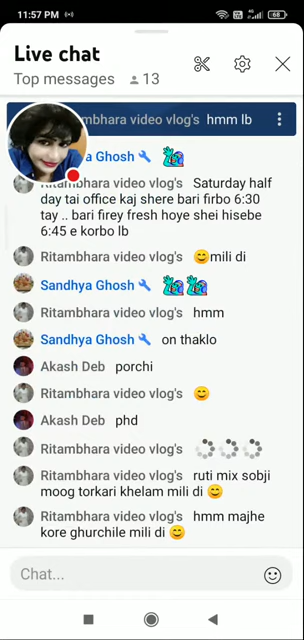 11:57 PM
68
Live chat
Top messages 13
mbhara video vlog's hmm lb
a Ghosh
Ritambhara video vlog's Saturday half
day tai office kaj shere bari firbo 6:30
tay .. bari firey fresh hoye shei hisebe
6:45 e korbo lb
Ritambhara video vlog's 😊mili di
Sandhya Ghosh
Ritambhara video vlog's hmm
Sandhya Ghosh on thaklo
Akash Deb porchi
Ritambhara video vlog's 😊
Akash Deb phd
Ritambhara video vlog's
Ritambhara video vlog's ruti mix sobji
moog torkari khelam mili di 😊
Ritambhara video vlog's hmm majhe
kore ghurchile mili di 😊
Chat...